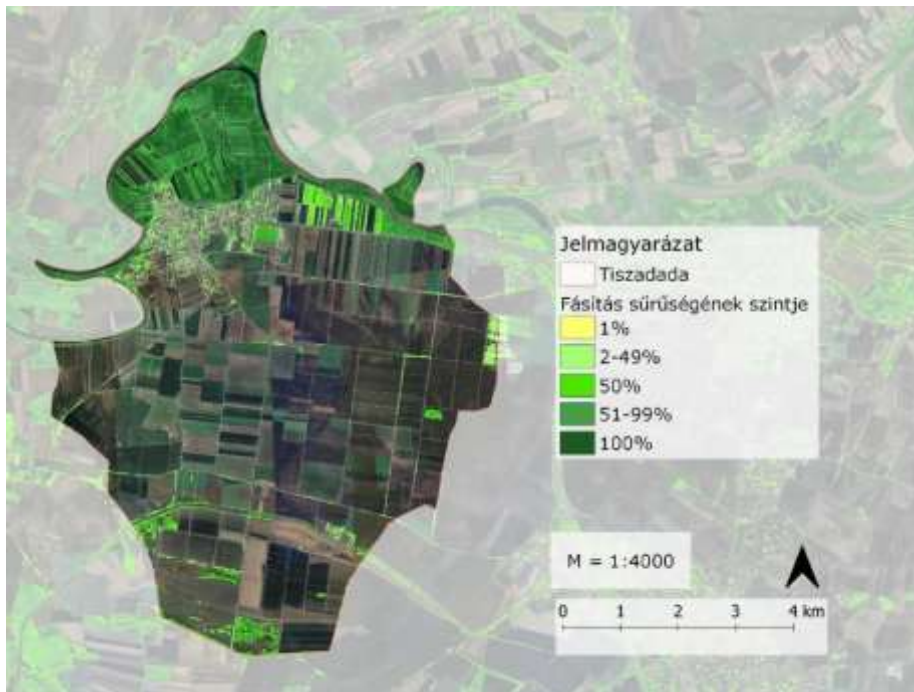 Jelmagyarázat
Tiszadada
Fásítás sűrűségének szintje
1%
2-49%
50%
51-99%
100%
M = 1:4000
0 1 2 3 4 km